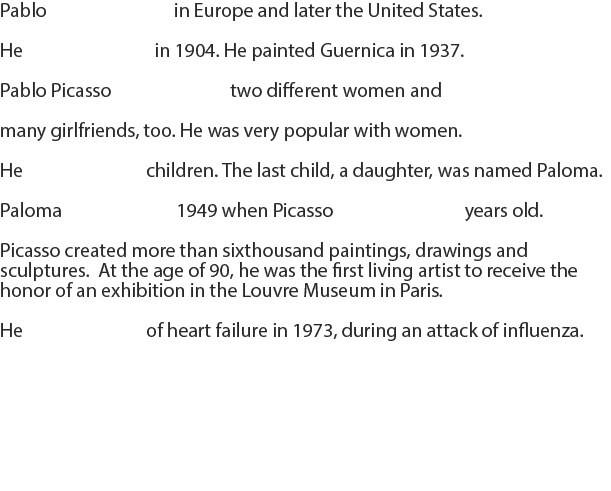 Pablo in Europe and later the United States.
He in 1904. He painted Guernica in 1937.
Pablo Picasso two different women and
many girlfriends, too. He was very popular with women.
He children. The last child, a daughter, was named Paloma.
Paloma 1949 when Picasso years old.
Picasso created more than sixthousand paintings, drawings and
sculptures.  At the age of 90, he was the first living artist to receive the
honor of an exhibition in the Louvre Museum in Paris.
He of heart failure in 1973, during an attack of influenza.